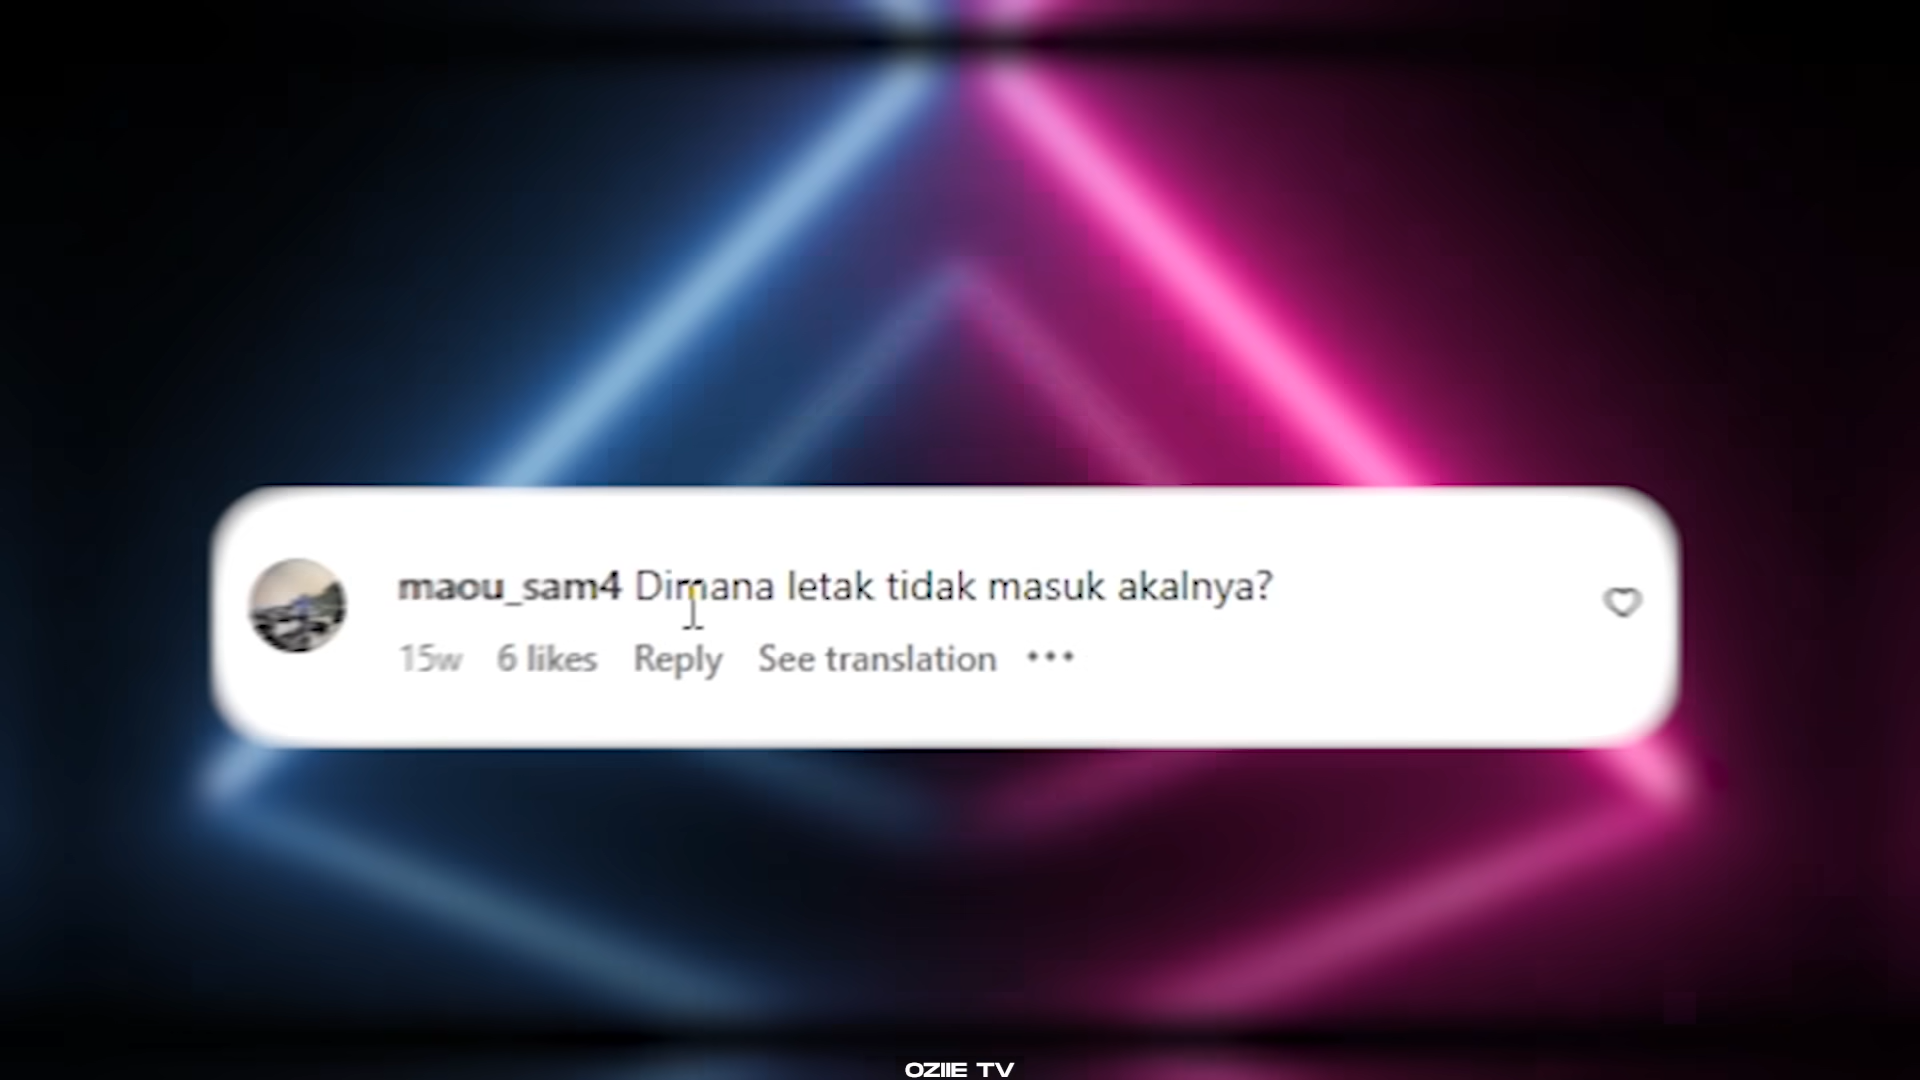 maou_sam4 Dimana letak tidak masuk akalnya?
15w 6 likes Reply See translation •••
OZIIE TV